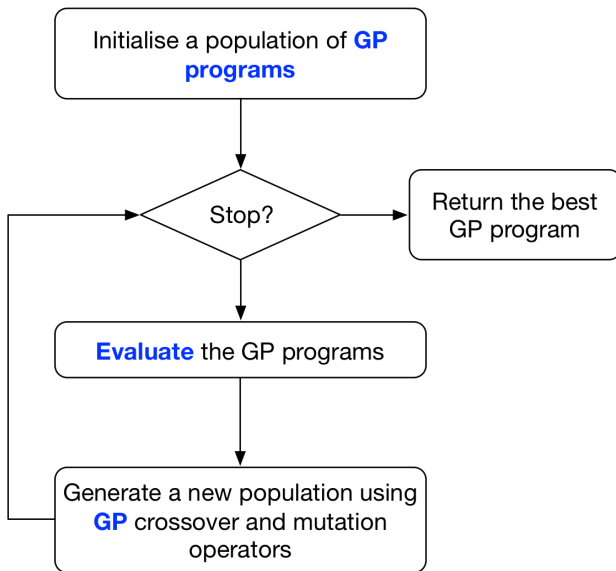 Initialise a population of GP
programs
Stop?
Return the best
GP program
Evaluate the GP programs
Generate a new population using
GP crossover and mutation
operators